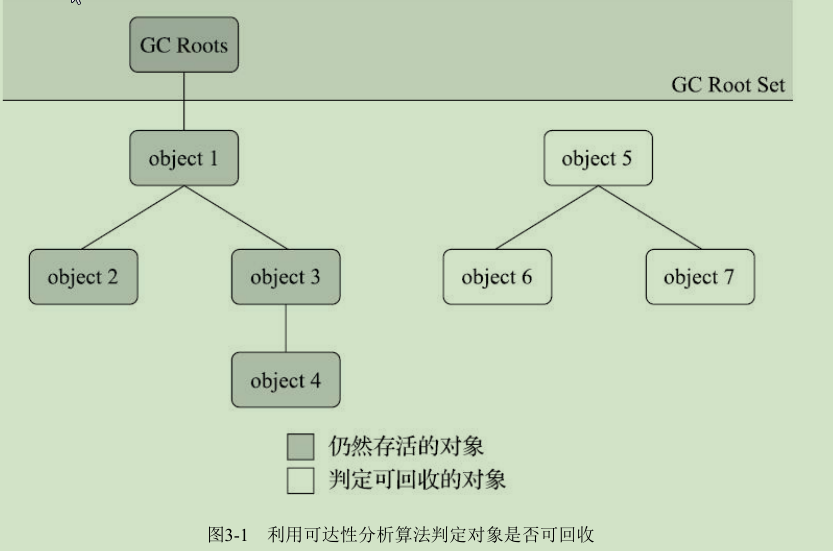 GC Roots
GC Root Set
object 1
object 5
object 2
object 3
object 6
object 7
object 4
仍然存活的对象
判定可回收的对象
图3-1 利用可达性分析算法判定对象是否可回收